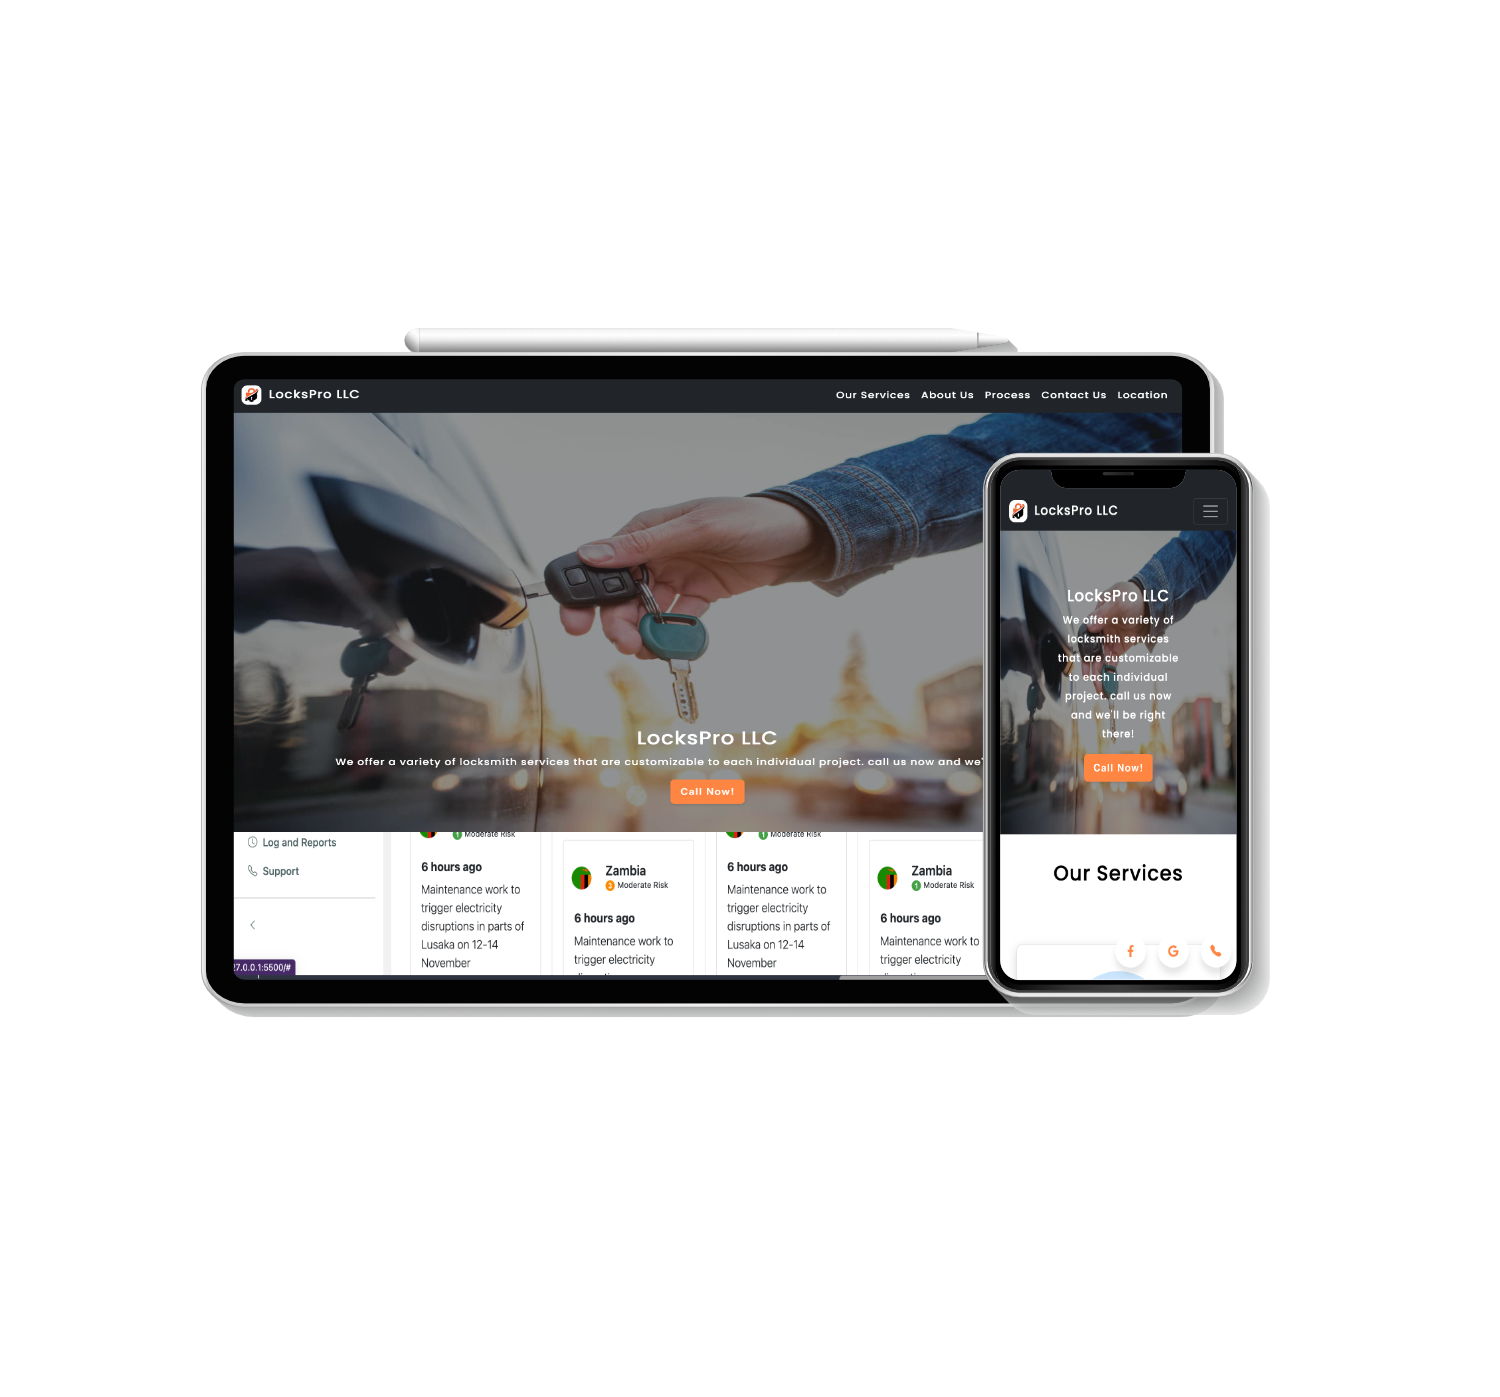 LocksPro LLC
Our Services About Us Process Contact Us Location
LocksPro LLC
We offer a variety of locksmith services that are customizable to each individual project. call us now and we'
Call Now!
Log and Reports
Support
27.0.0.1:5500/#
Moderate Risk
6 hours ago
Maintenance work to
trigger electricity
disruptions in parts of
Lusaka on 12-14
November
Zambia
3 Moderate Risk
6 hours ago
Maintenance work to
trigger electricity
1 Moderate Risk
6 hours ago
Maintenance work to
trigger electricity
disruptions in parts of
Lusaka on 12-14
November
Zambia
1 Moderate Risk
6 hours ago
Maintenance work to
trigger electricity
LocksPro LLC
LocksPro LLC
We offer a variety of
locksmith services
that are customizable
to each individual
project. call us now
and we'll be right
there!
Call Now!
Our Services